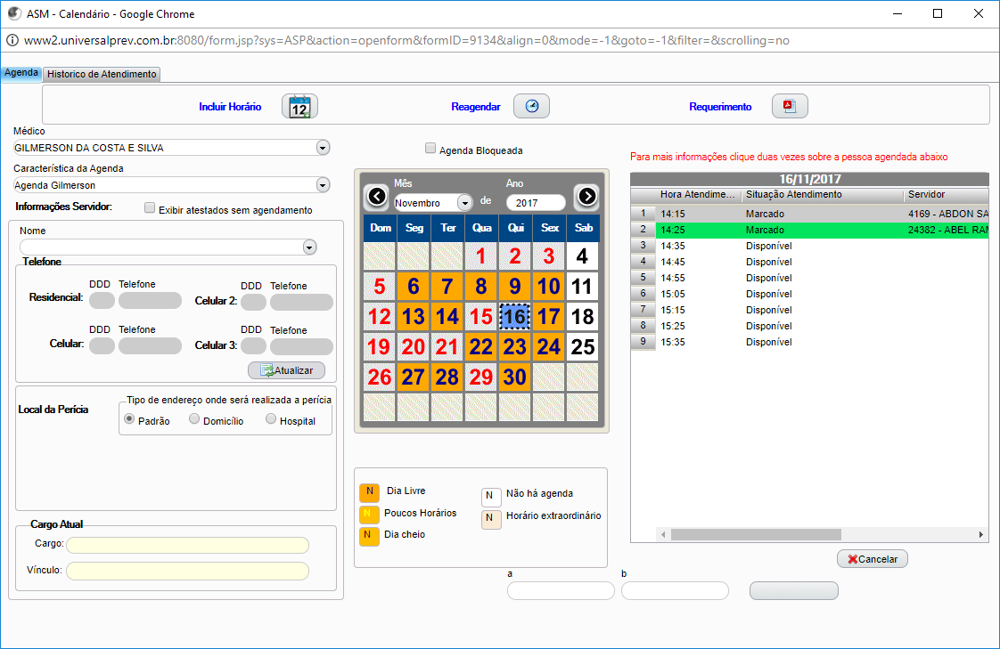 ASM - Calendário - Google Chrome
www2.universalprev.com.br:8080/form.jsp?sys=ASP&action=openform&formID=9134&align=0&mode=-1&goto=-1&filter=&scrolling=no
Agenda Historico de Atendimento
Incluir Horário 12 Reagendar Requerimento
Médico
GILMERSON DA COSTA E SILVA
Característica da Agenda
Agenda Gilmerson
Informações Servidor: Exibir atestados sem agendamento
Nome
Telefone
DDD Telefone DDD Telefone
Residencial: Celular 2:
DDD Telefone DDD Telefone
Celular: Celular 3:
Atualizar
Local da Perícia
Tipo de endereço onde será realizada a perícia
Padrão Domicílio Hospital
Cargo Atual
Cargo:
Vínculo:
Agenda Bloqueada
Mês Ano
Novembro de 2017
Dom Seg Ter Qua Qui Sex Sab
1 2 3 4
5 6 7 8 9 10 11
12 13 14 15 16 17 18
19 20 21 22 23 24 25
26 27 28 29 30
N Dia Livre
N Poucos Horários
N Dia cheio
N Não há agenda
N Horário extraordinário
a b
Para mais informações clique duas vezes sobre a pessoa agendada abaixo
16/11/2017
Hora Atendime... Situação Atendimento Servidor
1 14:15 Marcado 4169 - ABDON SA
2 14:25 Marcado 24382 - ABEL RAM
3 14:35 Disponível
4 14:45 Disponível
5 14:55 Disponível
6 15:05 Disponível
7 15:15 Disponível
8 15:25 Disponível
9 15:35 Disponível
Cancelar